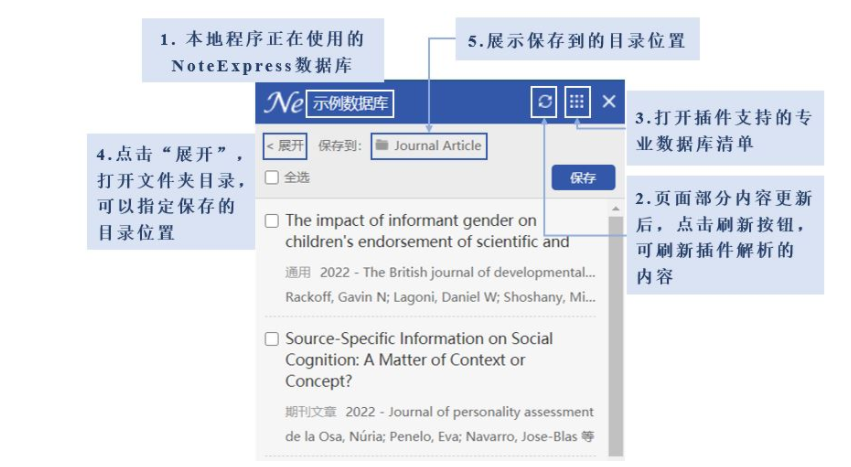 1. 本地程序正在使用的
NoteExpress数据库
5.展示保存到的目录位置
Ne 示例数据库
3.打开插件支持的专
业数据库清单
4.点击“展开”，
打开文件夹目录，
可以指定保存的
目录位置
< 展开 保存到: Journal Article
全选
保存
2.页面部分内容更新
后，点击刷新按钮，
可刷新插件解析的
内容
The impact of informant gender on
children's endorsement of scientific and
通用 2022 - The British journal of developmental...
Rackoff, Gavin N; Lagoni, Daniel W; Shoshany, Mi...
Source-Specific Information on Social
Cognition: A Matter of Context or
Concept?
期刊文章 2022 - Journal of personality assessment
de la Osa, Núria; Penelo, Eva; Navarro, Jose-Blas 等